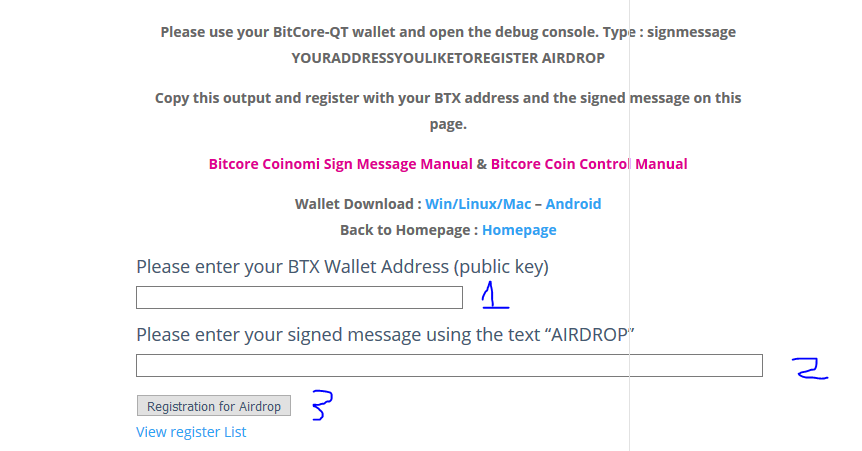 Please use your BitCore-QT wallet and open the debug console. Type : signmessage
YOURADDRESSYOULIKETOREGISTER AIRDROP
Copy this output and register with your BTX address and the signed message on this
page.
Bitcore Coinomi Sign Message Manual & Bitcore Coin Control Manual
Wallet Download : Win/Linux/Mac – Android
Back to Homepage : Homepage
Please enter your BTX Wallet Address (public key)
1
Please enter your signed message using the text “AIRDROP”
2
Registration for Airdrop 3
View register List